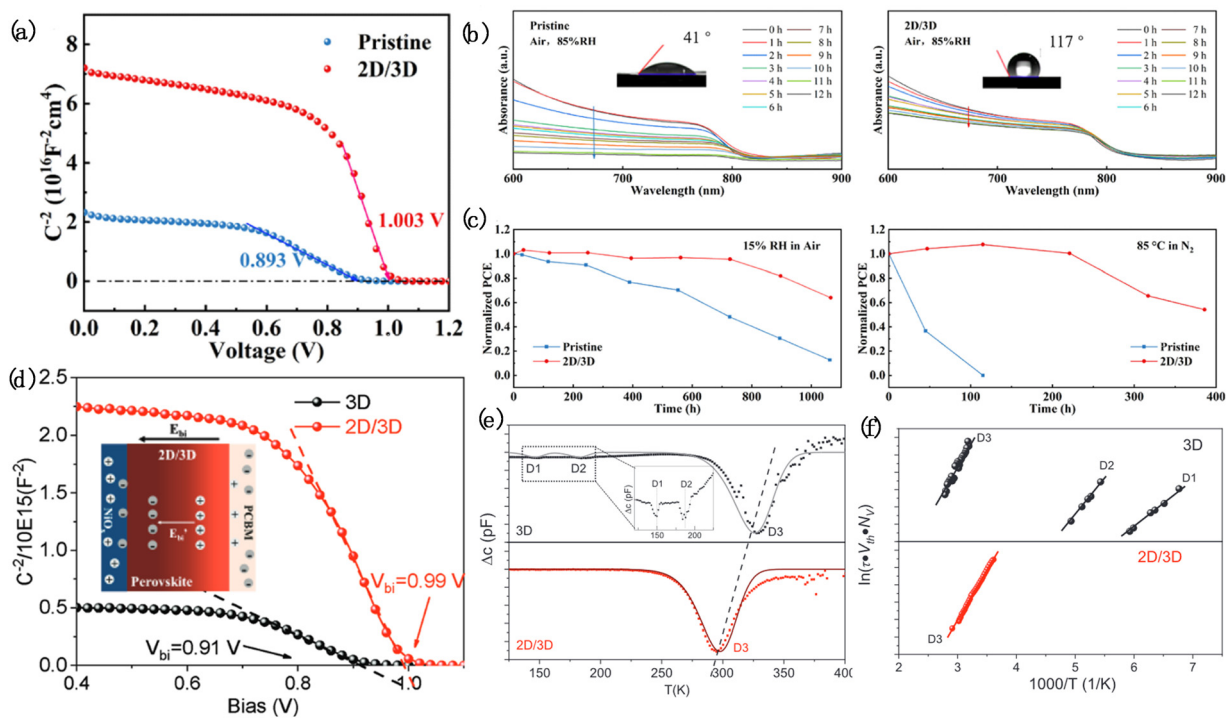 (a)
Pristine
2D/3D
1.003 V
0.893 V
C⁻² (10¹⁶F⁻²cm⁴)
0 2 4 6 8
0.0 0.2 0.4 0.6 0.8 1.0 1.2
Voltage (V)
(b)
Pristine
Air, 85%RH
41 °
0 h 7 h
1 h 8 h
2 h 9 h
3 h 10 h
4 h 11 h
5 h 12 h
6 h
Absorance (a.u.)
600 700 800 900
Wavelength (nm)
2D/3D
Air, 85%RH
117 °
0 h 7 h
1 h 8 h
2 h 9 h
3 h 10 h
4 h 11 h
5 h 12 h
6 h
Absorance (a.u.)
600 700 800 900
Wavelength (nm)
(c)
15% RH in Air
Pristine
2D/3D
Normalized PCE
0.0 0.2 0.4 0.6 0.8 1.0 1.2
0 200 400 600 800 1000
Time (h)
85 °C in N₂
Pristine
2D/3D
Normalized PCE
0.0 0.2 0.4 0.6 0.8 1.0 1.2
0 100 200 300 400
Time (h)
(d)
3D
2D/3D
E_bi
2D/3D
NiOₓ
E_bi'
PCBM
Perovskite
V_bi=0.99 V
V_bi=0.91 V
C⁻²/10E15(F⁻²)
0.0 0.5 1.0 1.5 2.0 2.5
0.4 0.6 0.8 1.0
Bias (V)
(e)
D1 D2
D1 D2
Δc (pF)
150 200
D3
3D
Δc (pF)
2D/3D
D3
150 200 250 300 350 400
T(K)
(f)
3D
D3
D2
D1
2D/3D
D3
ln(τ•V_th•N_V)
2 3 4 5 6 7
1000/T (1/K)